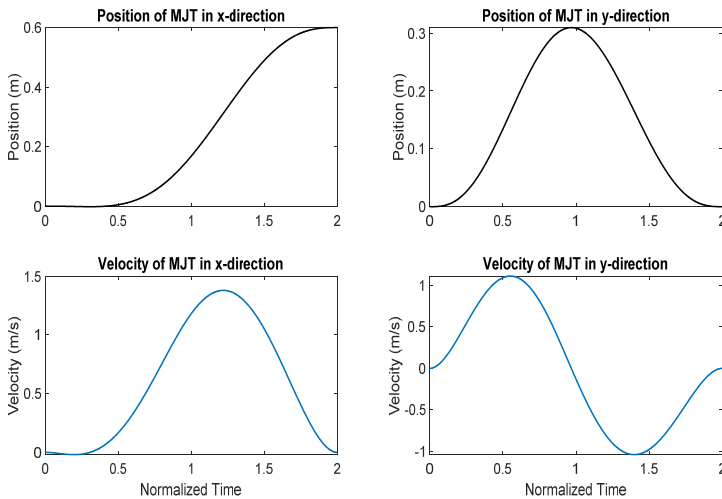 Position of MJT in x-direction
Position (m)
0.6
0.4
0.2
0
0 0.5 1 1.5 2
Position of MJT in y-direction
Position (m)
0.3
0.2
0.1
0
0 0.5 1 1.5 2
Velocity of MJT in x-direction
Velocity (m/s)
1.5
1
0.5
0
0 0.5 1 1.5 2
Normalized Time
Velocity of MJT in y-direction
Velocity (m/s)
1
0.5
0
-0.5
-1
0 0.5 1 1.5 2
Normalized Time